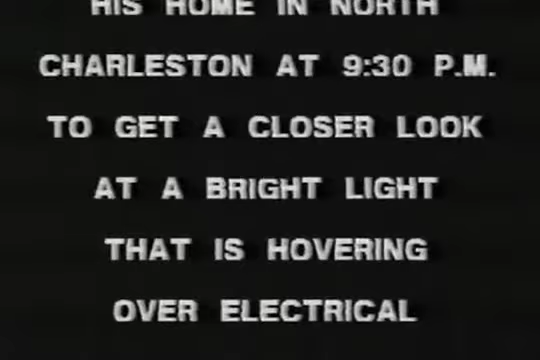 HIS HOME IN NORTH
CHARLESTON AT 9:30 P.M.
TO GET A CLOSER LOOK
AT A BRIGHT LIGHT
THAT IS HOVERING
OVER ELECTRICAL